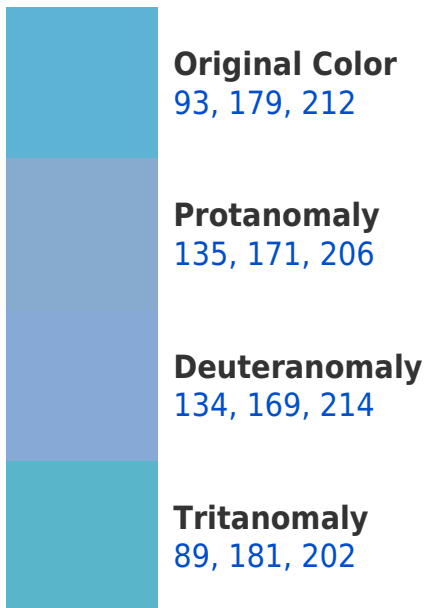 Original Color
93, 179, 212
Protanomaly
135, 171, 206
Deuteranomaly
134, 169, 214
Tritanomaly
89, 181, 202